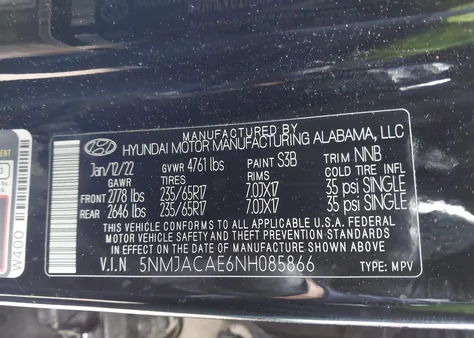 MANUFACTURED BY
HYUNDAI MOTOR MANUFACTURING ALABAMA, LLC
Jan/12/22 GVWR 4761 lbs PAINT S3B TRIM NNB
GAWR TIRES RIMS COLD TIRE INFL
FRONT 2778 lbs 235/65R17 7.0JX17 35 psi SINGLE
REAR 2646 lbs 235/65R17 7.0JX17 35 psi SINGLE
THIS VEHICLE CONFORMS TO ALL APPLICABLE U.S.A. FEDERAL
MOTOR VEHICLE SAFETY AND THEFT PREVENTION STANDARDS
IN EFFECT ON THE DATE OF MANUFACTURE SHOWN ABOVE.
V.I.N 5NMJACAE6NH085866 TYPE: MPV
W400